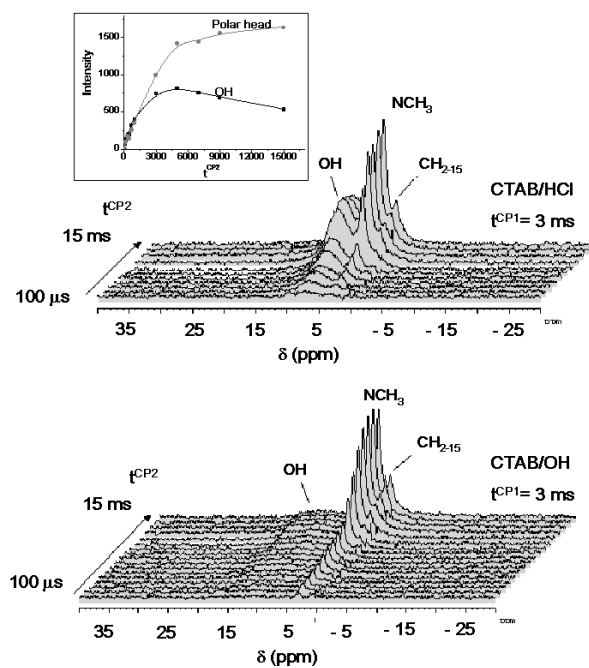 Polar head
1500
1000
Intensity
500
OH
0
0 3000 6000 9000 12000 15000
t^CP2
NCH₃
OH
CH₂₋₁₅
CTAB/HCl
t^CP1 = 3 ms
t^CP2
15 ms
100 µs
35 25 15 5 - 5 - 15 - 25 ppm
δ (ppm)
NCH₃
CH₂₋₁₅
OH
CTAB/OH
t^CP1 = 3 ms
t^CP2
15 ms
100 µs
35 25 15 5 - 5 - 15 - 25 ppm
δ (ppm)